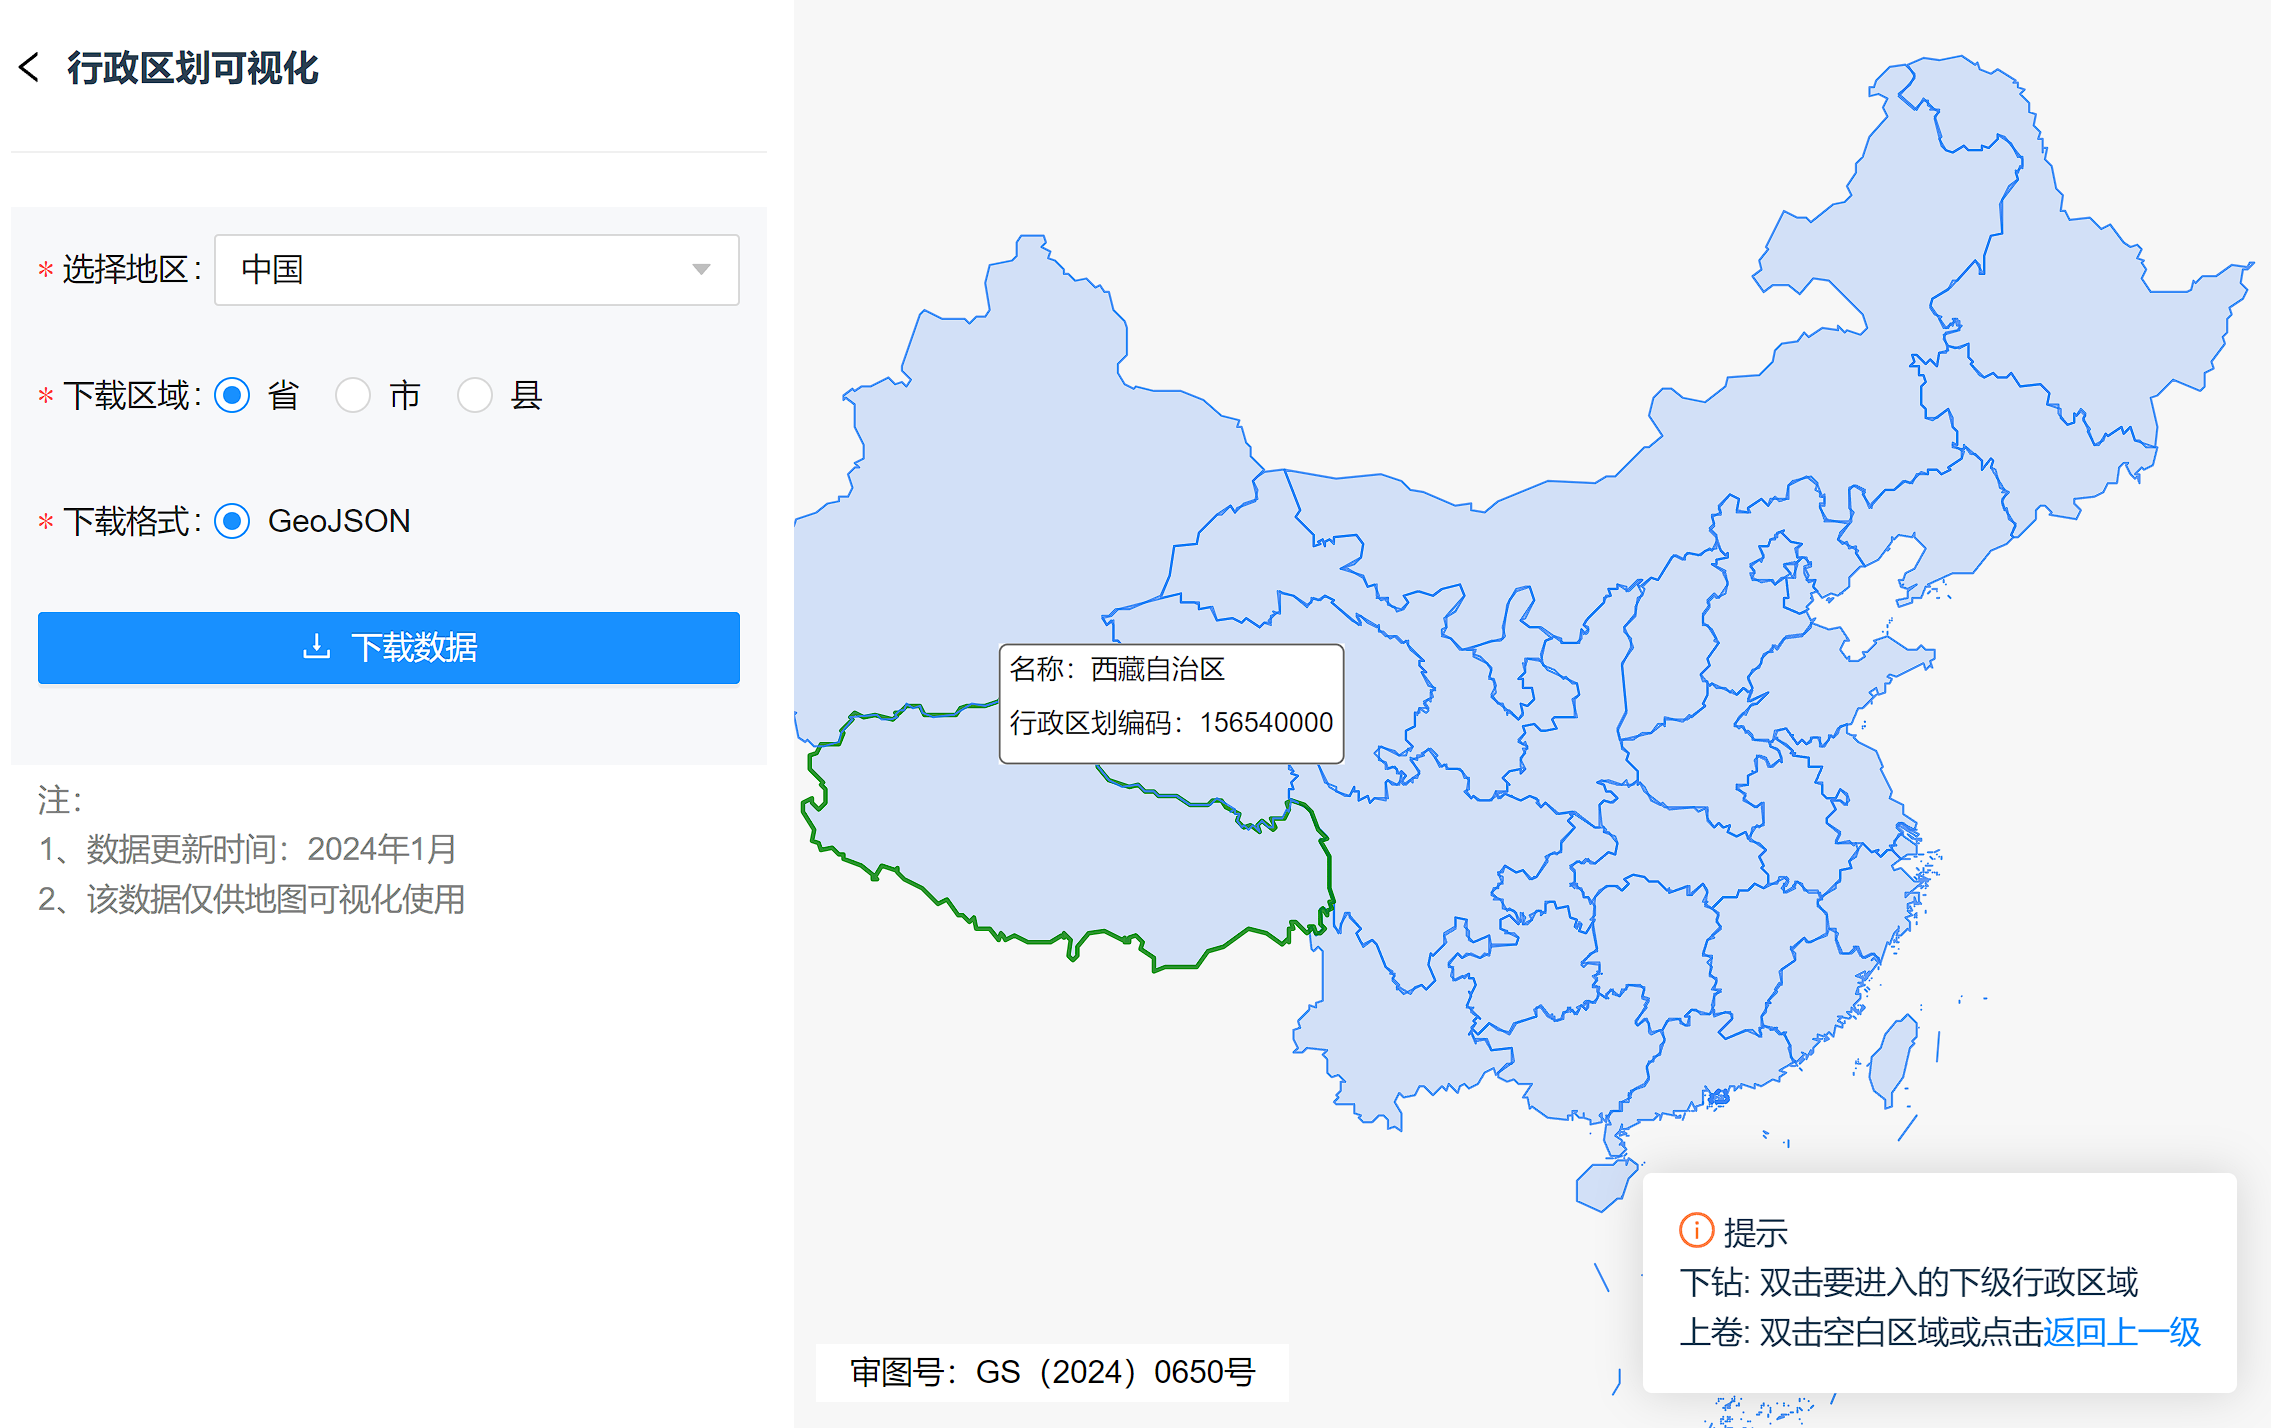 行政区划可视化
* 选择地区: 中国
* 下载区域: 省 市 县
* 下载格式: GeoJSON
下载数据
注:
1、数据更新时间：2024年1月
2、该数据仅供地图可视化使用
名称：西藏自治区
行政区划编码：156540000
提示
下钻: 双击要进入的下级行政区域
上卷: 双击空白区域或点击返回上一级
审图号：GS（2024）0650号